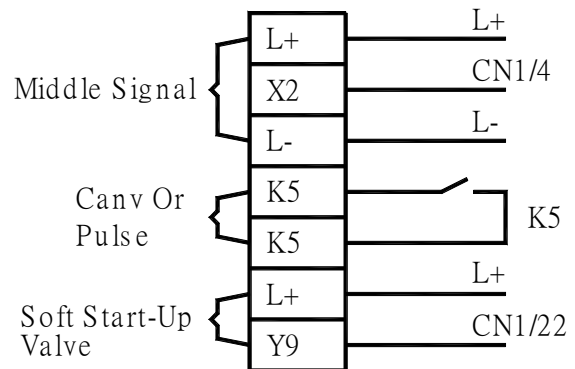 L+
L+
Middle Signal
X2
CN1/4
L-
L-
Canv Or
Pulse
K5
K5
K5
Soft Start-Up
Valve
L+
L+
Y9
CN1/22